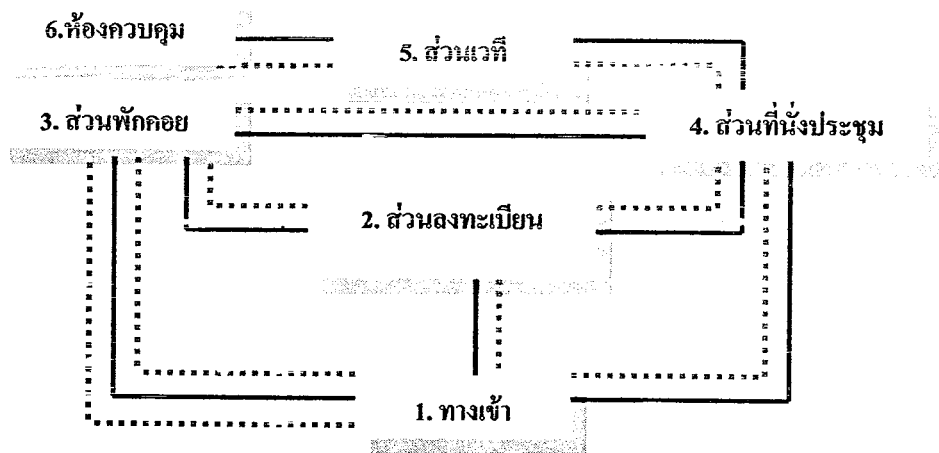 6.ห้องควบคุม
5. ส่วนเวที
3. ส่วนพักคอย
4. ส่วนที่นั่งประชุม
2. ส่วนลงทะเบียน
1. ทางเข้า